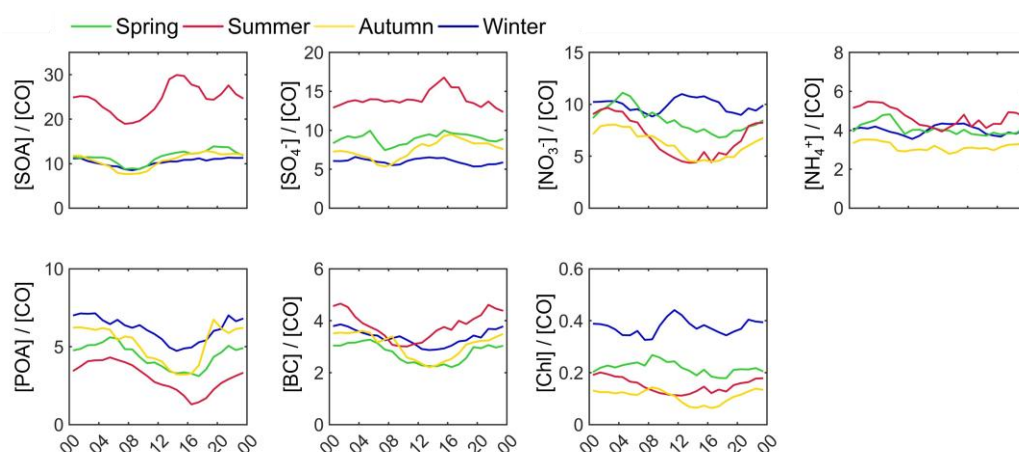 Spring Summer Autumn Winter
[SOA] / [CO]
30
20
10
0
[SO₄] / [CO]
20
15
10
5
0
[NO₃⁻] / [CO]
15
10
5
0
[NH₄⁺] / [CO]
8
6
4
2
0
[POA] / [CO]
10
5
0
00 04 08 12 16 20 00
[BC] / [CO]
6
4
2
0
00 04 08 12 16 20 00
[Chl] / [CO]
0.6
0.4
0.2
0
00 04 08 12 16 20 00